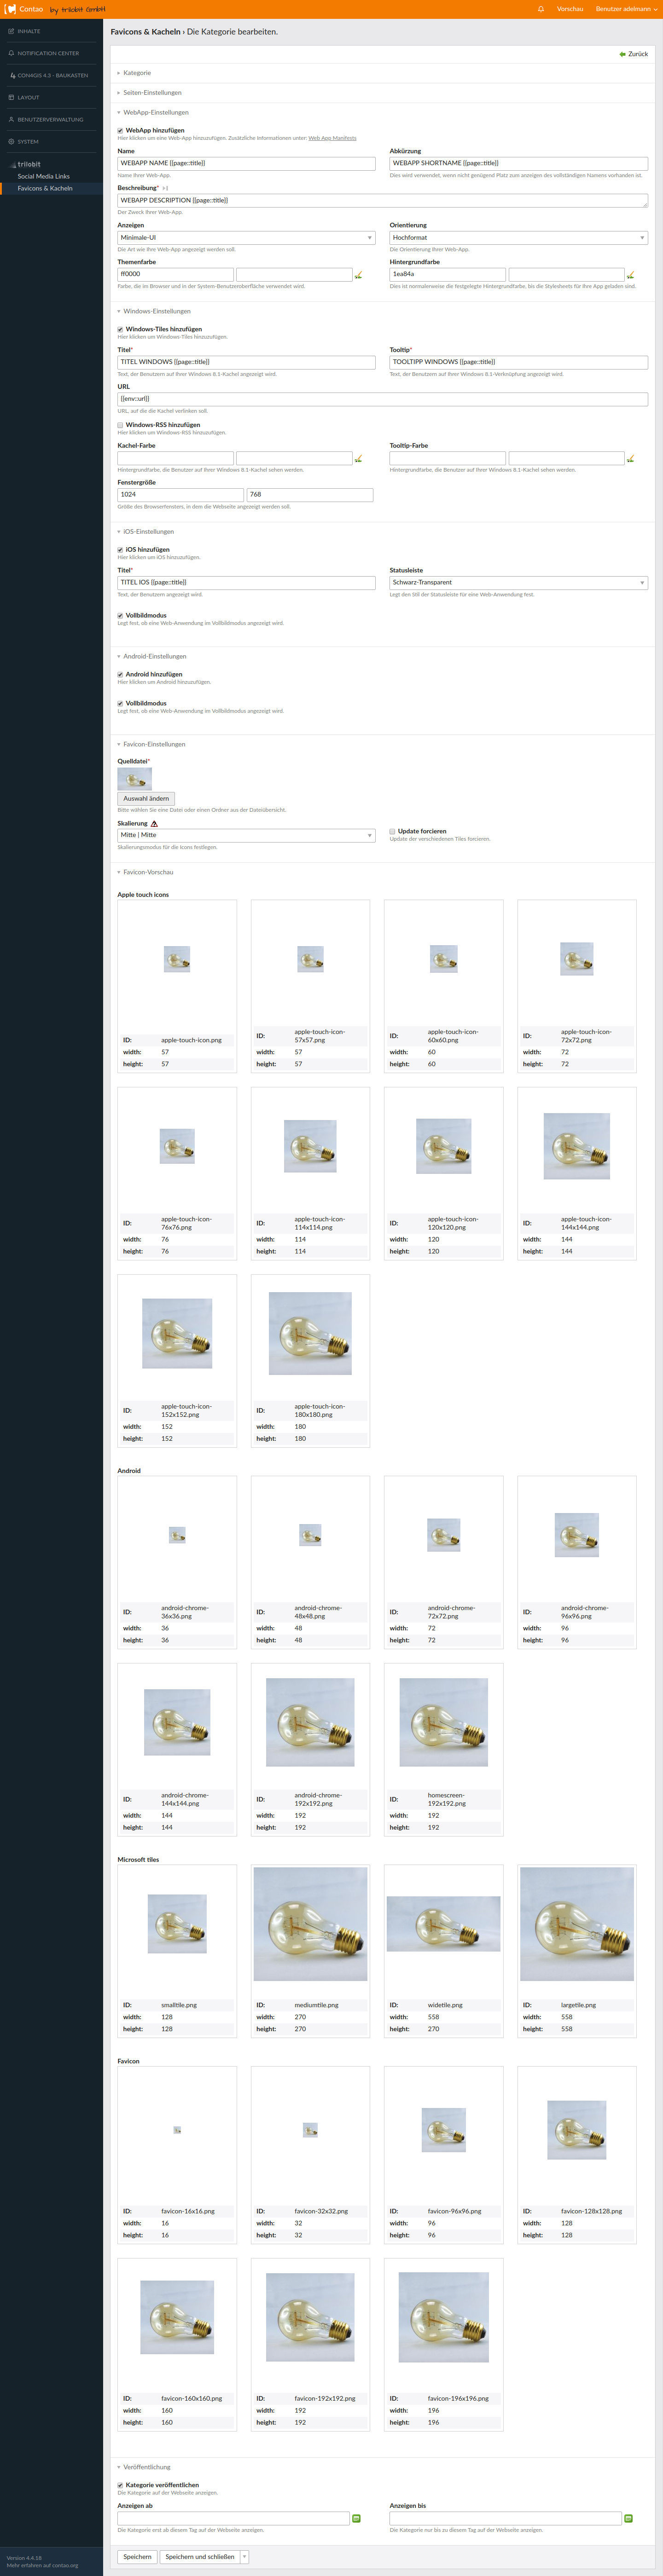 Contao by trilobit GmbH
Vorschau
Benutzer adelmann
INHALTE
NOTIFICATION CENTER
CON4GIS 4.3 - BAUKASTEN
LAYOUT
BENUTZERVERWALTUNG
SYSTEM
trilobit
Social Media Links
Favicons & Kacheln
Favicons & Kacheln › Die Kategorie bearbeiten.
Zurück
Kategorie
Seiten-Einstellungen
WebApp-Einstellungen
WebApp hinzufügen
Hier klicken um eine Web-App hinzuzufügen. Zusätzliche Informationen unter: Web App Manifests
Name
Abkürzung
WEBAPP NAME {{page::title}}
WEBAPP SHORTNAME {{page::title}}
Name Ihrer Web-App.
Dies wird verwendet, wenn nicht genügend Platz zum anzeigen des vollständigen Namens vorhanden ist.
Beschreibung*
WEBAPP DESCRIPTION {{page::title}}
Der Zweck Ihrer Web-App.
Anzeigen
Orientierung
Minimale-UI
Hochformat
Die Art wie Ihre Web-App angezeigt werden soll.
Die Orientierung Ihrer Web-App.
Themenfarbe
Hintergrundfarbe
ff0000
1ea84a
Farbe, die im Browser und in der System-Benutzeroberfläche verwendet wird.
Dies ist normalerweise die festgelegte Hintergrundfarbe, bis die Stylesheets für Ihre App geladen sind.
Windows-Einstellungen
Windows-Tiles hinzufügen
Hier klicken um Windows-Tiles hinzuzufügen.
Titel*
Tooltip*
TITEL WINDOWS {{page::title}}
TOOLTIPP WINDOWS {{page::title}}
Text, der Benutzern auf Ihrer Windows 8.1-Kachel angezeigt wird.
Text, der Benutzern auf Ihrer Windows 8.1-Verknüpfung angezeigt wird.
URL
{{env::url}}
URL, auf die die Kachel verlinken soll.
Windows-RSS hinzufügen
Hier klicken um Windows-RSS hinzuzufügen.
Kachel-Farbe
Tooltip-Farbe
Hintergrundfarbe, die Benutzer auf Ihrer Windows 8.1-Kachel sehen werden.
Hintergrundfarbe, die Benutzer auf Ihrer Windows 8.1-Kachel sehen werden.
Fenstergröße
1024
768
Größe des Browserfensters, in dem die Webseite angezeigt werden soll.
iOS-Einstellungen
iOS hinzufügen
Hier klicken um iOS hinzuzufügen.
Titel*
Statusleiste
TITEL IOS {{page::title}}
Schwarz-Transparent
Text, der Benutzern angezeigt wird.
Legt den Stil der Statusleiste für eine Web-Anwendung fest.
Vollbildmodus
Legt fest, ob eine Web-Anwendung im Vollbildmodus angezeigt wird.
Android-Einstellungen
Android hinzufügen
Hier klicken um Android hinzuzufügen.
Vollbildmodus
Legt fest, ob eine Web-Anwendung im Vollbildmodus angezeigt wird.
Favicon-Einstellungen
Quelldatei*
Auswahl ändern
Bitte wählen Sie eine Datei oder einen Ordner aus der Dateiübersicht.
Skalierung
Mitte | Mitte
Update forcieren
Skalierungsmodus für die Icons festlegen.
Update der verschiedenen Tiles forcieren.
Favicon-Vorschau
Apple touch icons
ID: apple-touch-icon.png
width: 57
height: 57
ID: apple-touch-icon-
57x57.png
width: 57
height: 57
ID: apple-touch-icon-
60x60.png
width: 60
height: 60
ID: apple-touch-icon-
72x72.png
width: 72
height: 72
ID: apple-touch-icon-
76x76.png
width: 76
height: 76
ID: apple-touch-icon-
114x114.png
width: 114
height: 114
ID: apple-touch-icon-
120x120.png
width: 120
height: 120
ID: apple-touch-icon-
144x144.png
width: 144
height: 144
ID: apple-touch-icon-
152x152.png
width: 152
height: 152
ID: apple-touch-icon-
180x180.png
width: 180
height: 180
Android
ID: android-chrome-
36x36.png
width: 36
height: 36
ID: android-chrome-
48x48.png
width: 48
height: 48
ID: android-chrome-
72x72.png
width: 72
height: 72
ID: android-chrome-
96x96.png
width: 96
height: 96
ID: android-chrome-
144x144.png
width: 144
height: 144
ID: android-chrome-
192x192.png
width: 192
height: 192
ID: homescreen-
192x192.png
width: 192
height: 192
Microsoft tiles
ID: smalltile.png
width: 128
height: 128
ID: mediumtile.png
width: 270
height: 270
ID: widetile.png
width: 558
height: 270
ID: largetile.png
width: 558
height: 558
Favicon
ID: favicon-16x16.png
width: 16
height: 16
ID: favicon-32x32.png
width: 32
height: 32
ID: favicon-96x96.png
width: 96
height: 96
ID: favicon-128x128.png
width: 128
height: 128
ID: favicon-160x160.png
width: 160
height: 160
ID: favicon-192x192.png
width: 192
height: 192
ID: favicon-196x196.png
width: 196
height: 196
Veröffentlichung
Kategorie veröffentlichen
Die Kategorie auf der Webseite anzeigen.
Anzeigen ab
Anzeigen bis
Die Kategorie erst ab diesem Tag auf der Webseite anzeigen.
Die Kategorie nur bis zu diesem Tag auf der Webseite anzeigen.
Speichern
Speichern und schließen
Version 4.4.18
Mehr erfahren auf contao.org